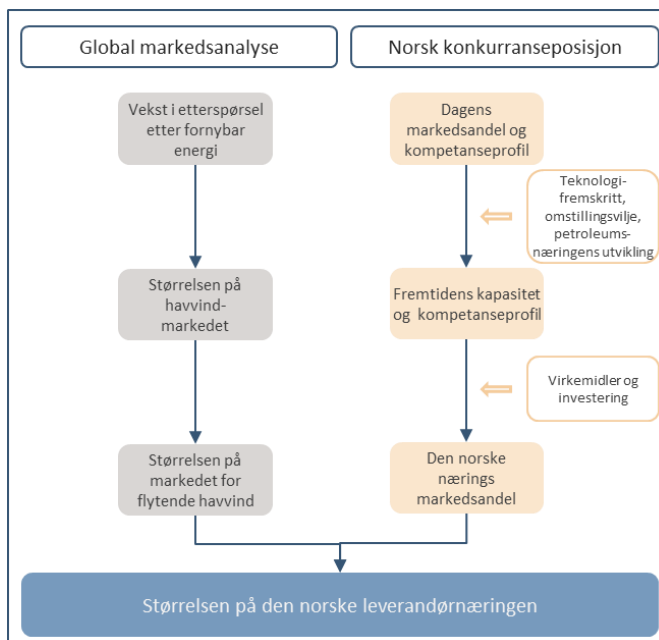 Global markedsanalyse
Norsk konkurranseposisjon
Vekst i etterspørsel
etter fornybar
energi
Dagens
markedsandel og
kompetanseprofil
Teknologi-
fremskritt,
omstillingsvilje,
petroleums-
næringens utvikling
Størrelsen på
havvind-
markedet
Fremtidens kapasitet
og kompetanseprofil
Virkemidler og
investering
Størrelsen på
markedet for
flytende havvind
Den norske
nærings
markedsandel
Størrelsen på den norske leverandørnæringen